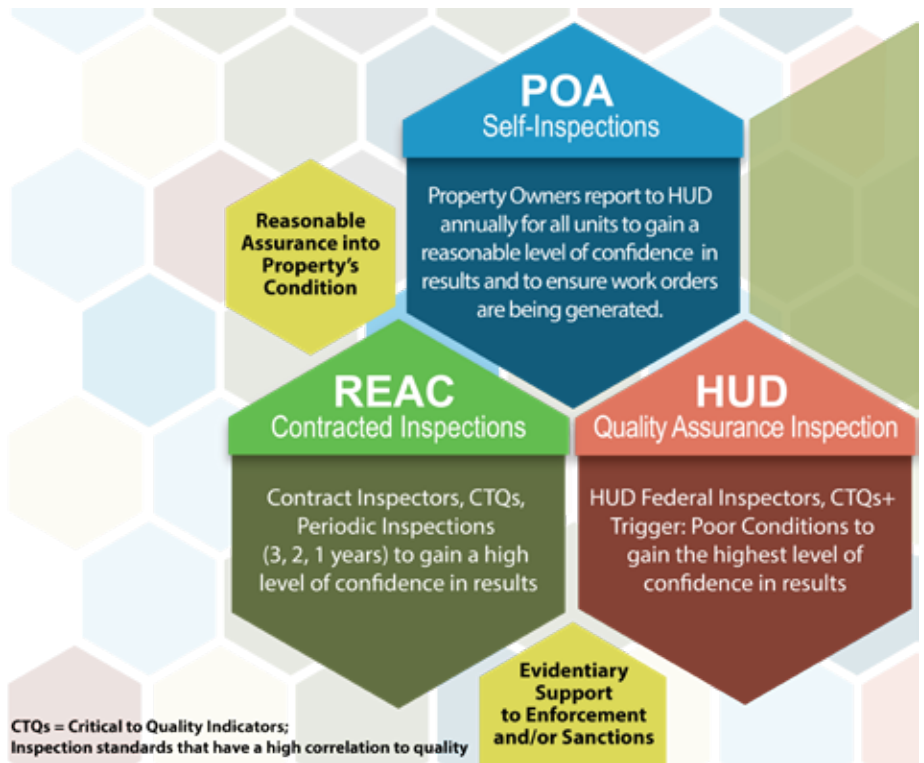 POA
Self-Inspections
Property Owners report to HUD
annually for all units to gain a
reasonable level of confidence in
results and to ensure work orders
are being generated.
Reasonable
Assurance into
Property's
Condition
REAC
Contracted Inspections
Contract Inspectors, CTQs,
Periodic Inspections
(3, 2, 1 years) to gain a high
level of confidence in results
HUD
Quality Assurance Inspection
HUD Federal Inspectors, CTQs+
Trigger: Poor Conditions to
gain the highest level of
confidence in results
Evidentiary
Support
to Enforcement
and/or Sanctions
CTQs = Critical to Quality Indicators;
Inspection standards that have a high correlation to quality